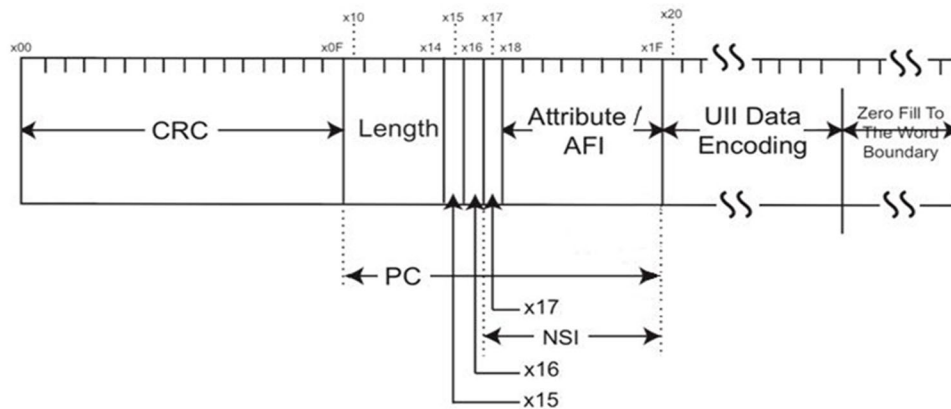 x10
x15
x17
x20
x00
x0F
x14
x16
x18
x1F
CRC
Length
Attribute /
AFI
UII Data
Encoding
Zero Fill To
The Word
Boundary
PC
x17
NSI
x16
x15